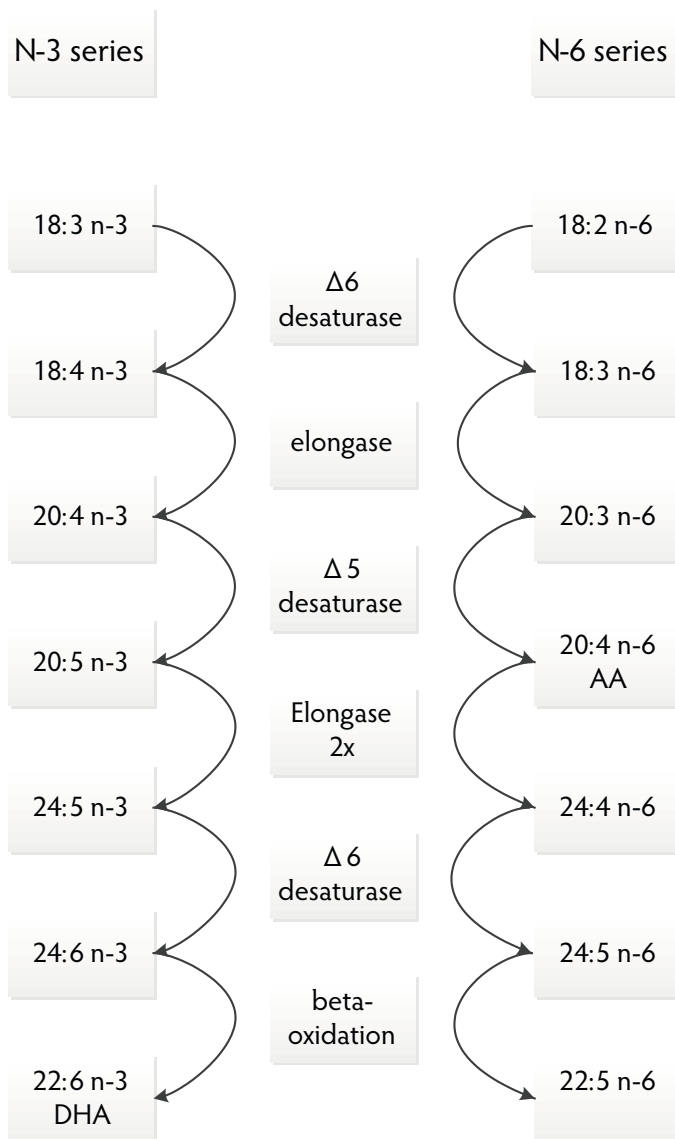 N-3 series
N-6 series
18:3 n-3
18:2 n-6
Δ6
desaturase
18:4 n-3
18:3 n-6
elongase
20:4 n-3
20:3 n-6
Δ 5
desaturase
20:5 n-3
20:4 n-6
AA
Elongase
2x
24:5 n-3
24:4 n-6
Δ 6
desaturase
24:6 n-3
24:5 n-6
beta-
oxidation
22:6 n-3
DHA
22:5 n-6